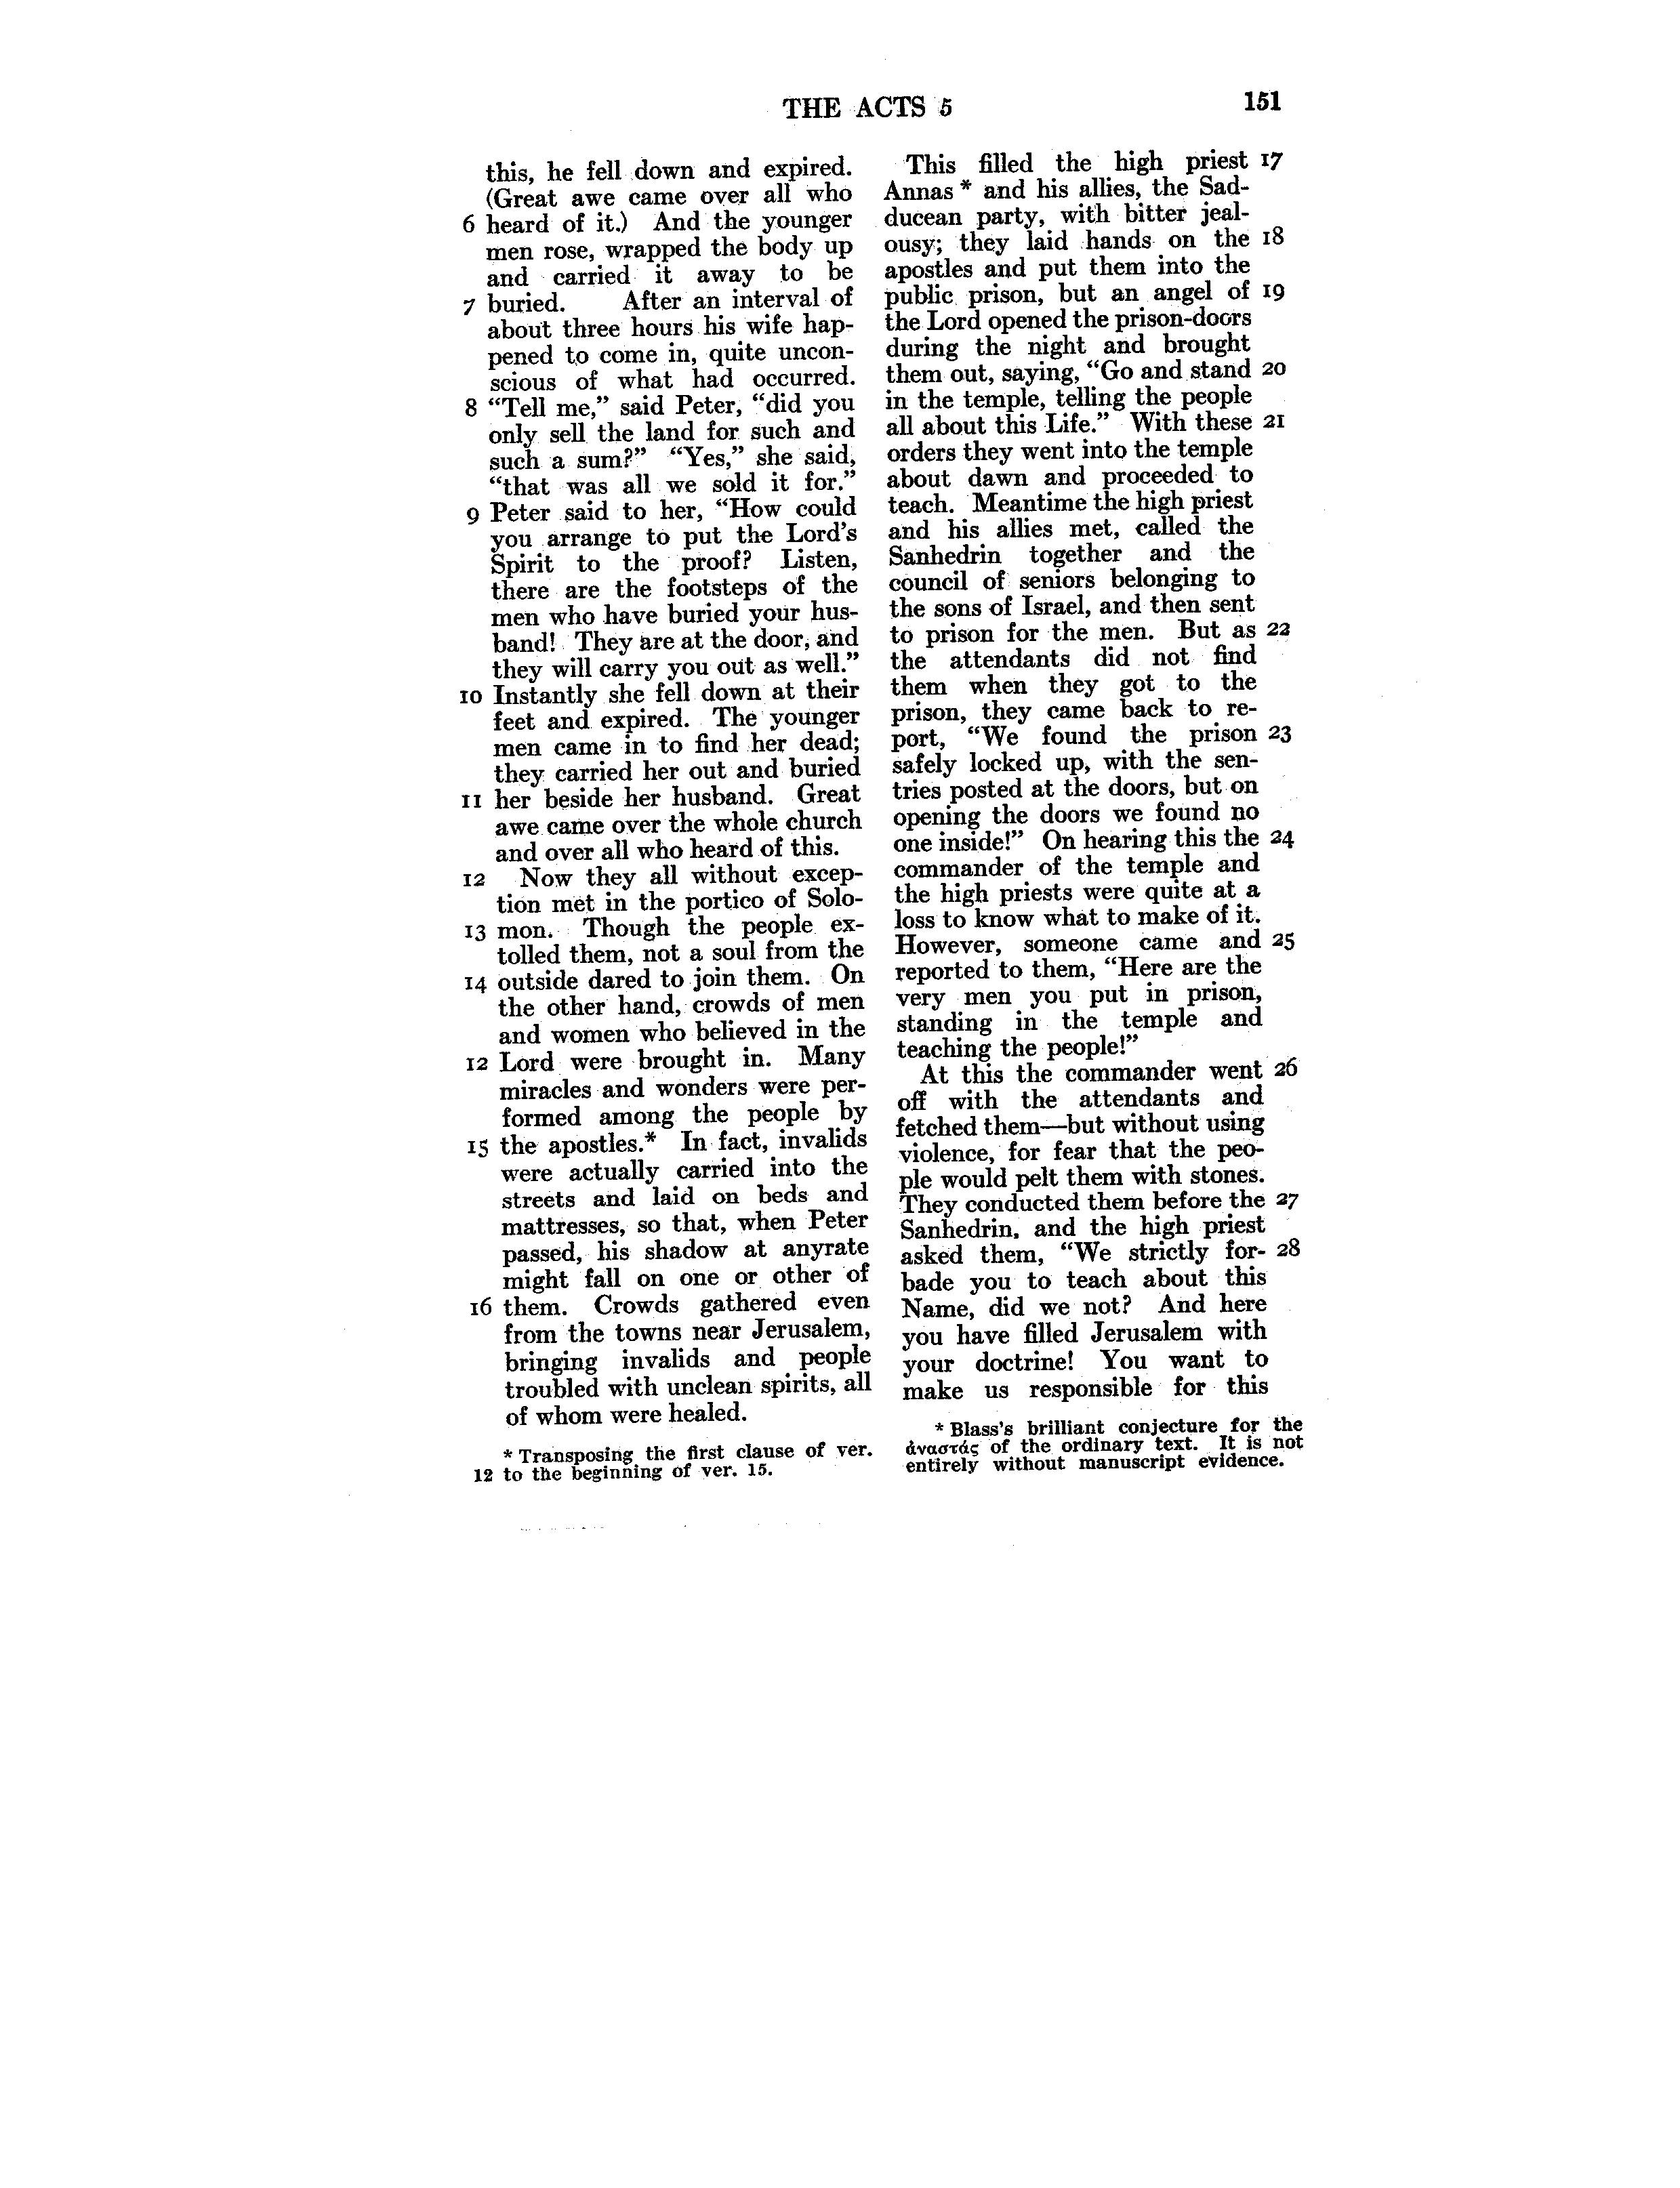 THE ACTS 5
151
this, he fell down and expired.
(Great awe came over all who
6 heard of it.) And the younger
men rose, wrapped the body up
and carried it away to be
7 buried. After an interval of
about three hours his wife hap-
pened to come in, quite uncon-
scious of what had occurred.
8 “Tell me,” said Peter, “did you
only sell the land for such and
such a sum?” “Yes,” she said,
“that was all we sold it for.”
9 Peter said to her, “How could
you arrange to put the Lord’s
Spirit to the proof? Listen,
there are the footsteps of the
men who have buried your hus-
band! They are at the door, and
they will carry you out as well.”
10 Instantly she fell down at their
feet and expired. The younger
men came in to find her dead;
they carried her out and buried
11 her beside her husband. Great
awe came over the whole church
and over all who heard of this.
12 Now they all without excep-
tion met in the portico of Solo-
13 mon. Though the people ex-
tolled them, not a soul from the
14 outside dared to join them. On
the other hand, crowds of men
and women who believed in the
12 Lord were brought in. Many
miracles and wonders were per-
formed among the people by
15 the apostles.* In fact, invalids
were actually carried into the
streets and laid on beds and
mattresses, so that, when Peter
passed, his shadow at anyrate
might fall on one or other of
16 them. Crowds gathered even
from the towns near Jerusalem,
bringing invalids and people
troubled with unclean spirits, all
of whom were healed.
* Transposing the first clause of ver.
12 to the beginning of ver. 15.
This filled the high priest 17
Annas * and his allies, the Sad-
ducean party, with bitter jeal-
ousy; they laid hands on the 18
apostles and put them into the
public prison, but an angel of 19
the Lord opened the prison-doors
during the night and brought
them out, saying, “Go and stand 20
in the temple, telling the people
all about this Life.” With these 21
orders they went into the temple
about dawn and proceeded to
teach. Meantime the high priest
and his allies met, called the
Sanhedrin together and the
council of seniors belonging to
the sons of Israel, and then sent
to prison for the men. But as 22
the attendants did not find
them when they got to the
prison, they came back to re-
port, “We found the prison 23
safely locked up, with the sen-
tries posted at the doors, but on
opening the doors we found no
one inside!” On hearing this the 24
commander of the temple and
the high priests were quite at a
loss to know what to make of it.
However, someone came and 25
reported to them, “Here are the
very men you put in prison,
standing in the temple and
teaching the people!”
At this the commander went 26
off with the attendants and
fetched them—but without using
violence, for fear that the peo-
ple would pelt them with stones.
They conducted them before the 27
Sanhedrin, and the high priest
asked them, “We strictly for- 28
bade you to teach about this
Name, did we not? And here
you have filled Jerusalem with
your doctrine! You want to
make us responsible for this
* Blass’s brilliant conjecture for the
ἀναστάς of the ordinary text. It is not
entirely without manuscript evidence.